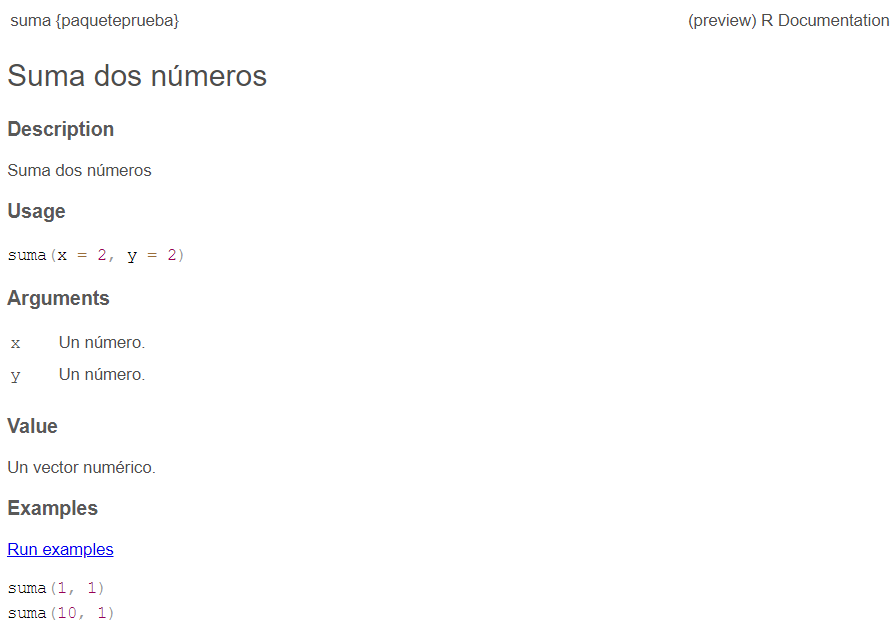 suma {paqueteprueba} (preview) R Documentation
Suma dos números
Description
Suma dos números
Usage
suma(x = 2, y = 2)
Arguments
x Un número.
y Un número.
Value
Un vector numérico.
Examples
Run examples
suma(1, 1)
suma(10, 1)